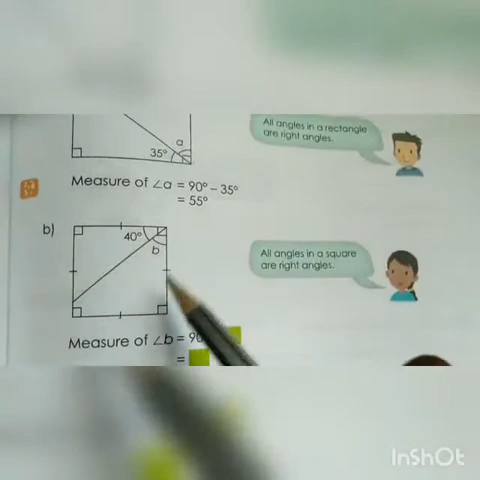 All angles in a rectangle
are right angles.
a
35°
Measure of ∠a = 90° – 35°
= 55°
b)
40°
b
All angles in a square
are right angles.
Measure of ∠b = 9
=
InShOt